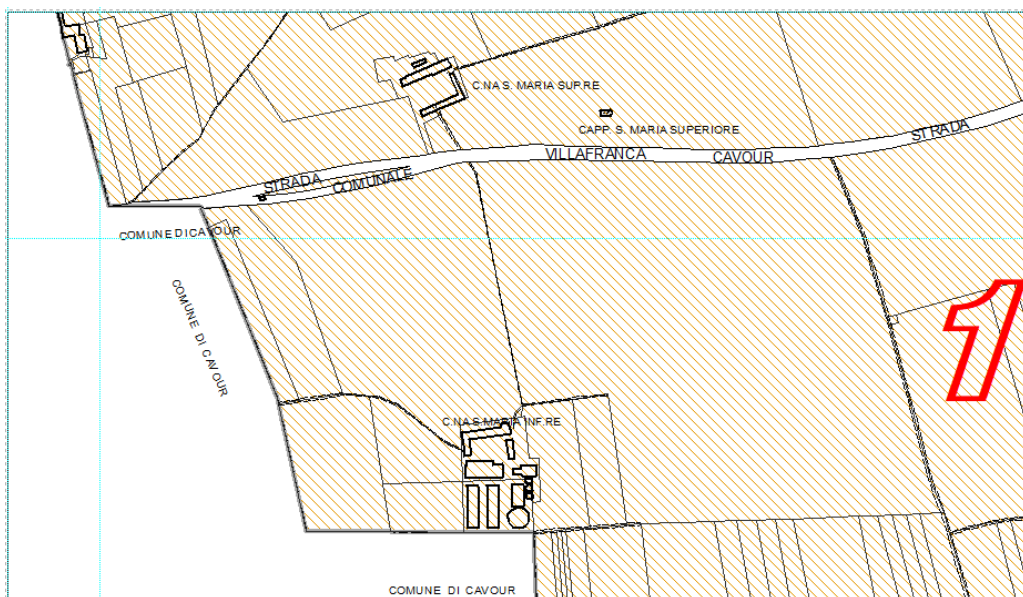 C.NA S. MARIA SUP.RE
CAPP. S. MARIA SUPERIORE
STRADA
VILLAFRANCA
CAVOUR
STRADA
COMUNALE
COMUNE DI CAVOUR
COMUNE DI CAVOUR
1
C.NA S. MARIA INF.RE
COMUNE DI CAVOUR